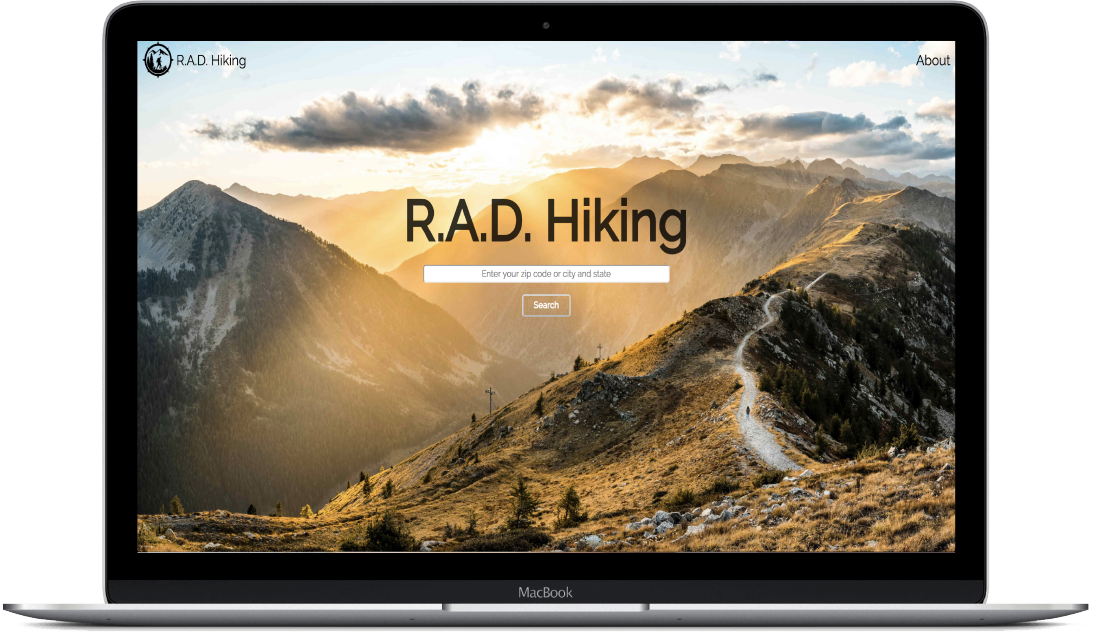 R.A.D. Hiking
About
R.A.D. Hiking
Enter your zip code or city and state
Search
MacBook